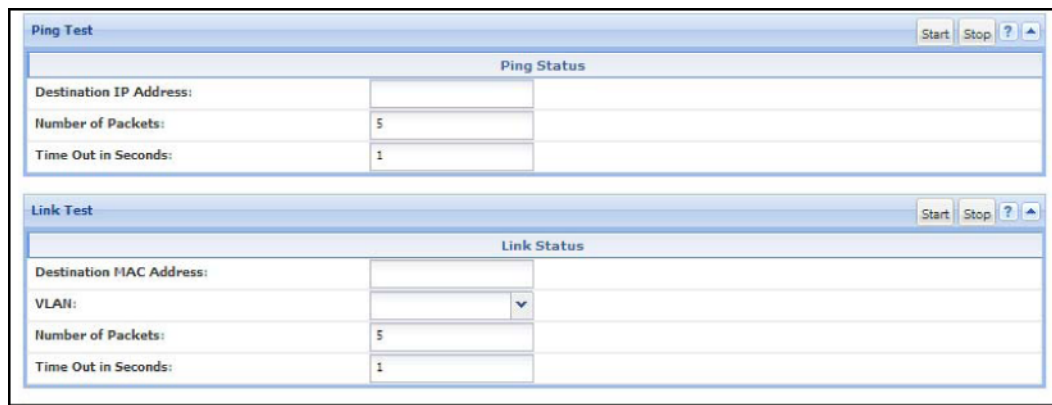 Ping Test Start Stop ?
Ping Status
Destination IP Address:
Number of Packets: 5
Time Out in Seconds: 1
Link Test Start Stop ?
Link Status
Destination MAC Address:
VLAN:
Number of Packets: 5
Time Out in Seconds: 1